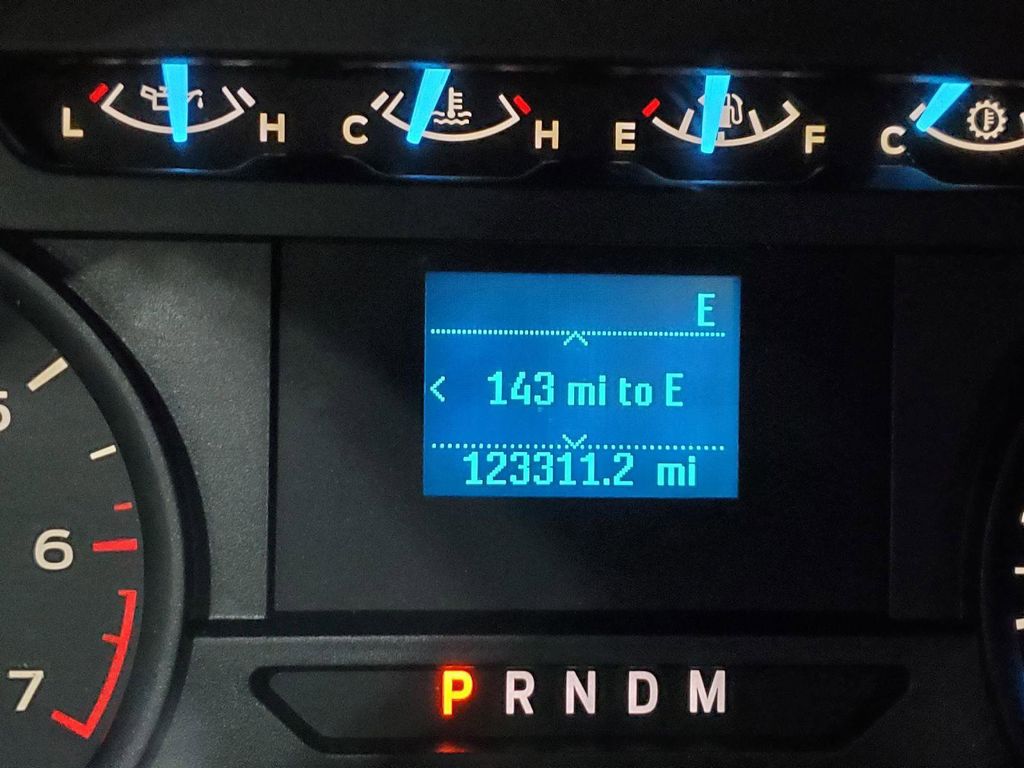 L H C H E F C
E
143 mi to E
123311.2 mi
5
6
7
P R N D M